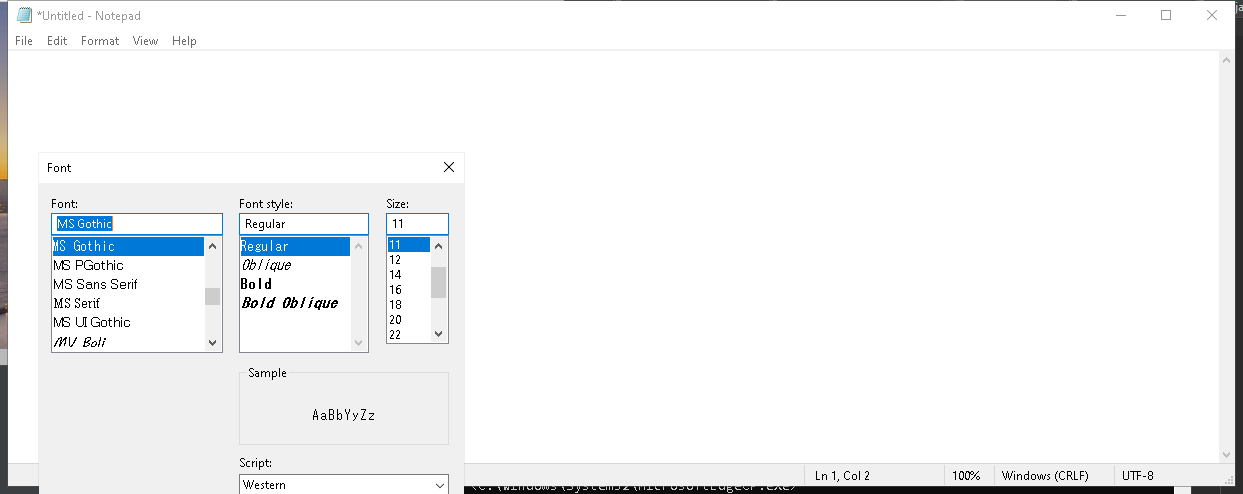 *Untitled - Notepad
File Edit Format View Help
Font
Font: Font style: Size:
MS Gothic Regular 11
MS Gothic Regular 11
MS PGothic Oblique 12
MS Sans Serif Bold 14
MS Serif Bold Oblique 16
MS UI Gothic 18
MV Boli 20
22
Sample
AaBbYyZz
Script:
Western
Ln 1, Col 2 100% Windows (CRLF) UTF-8